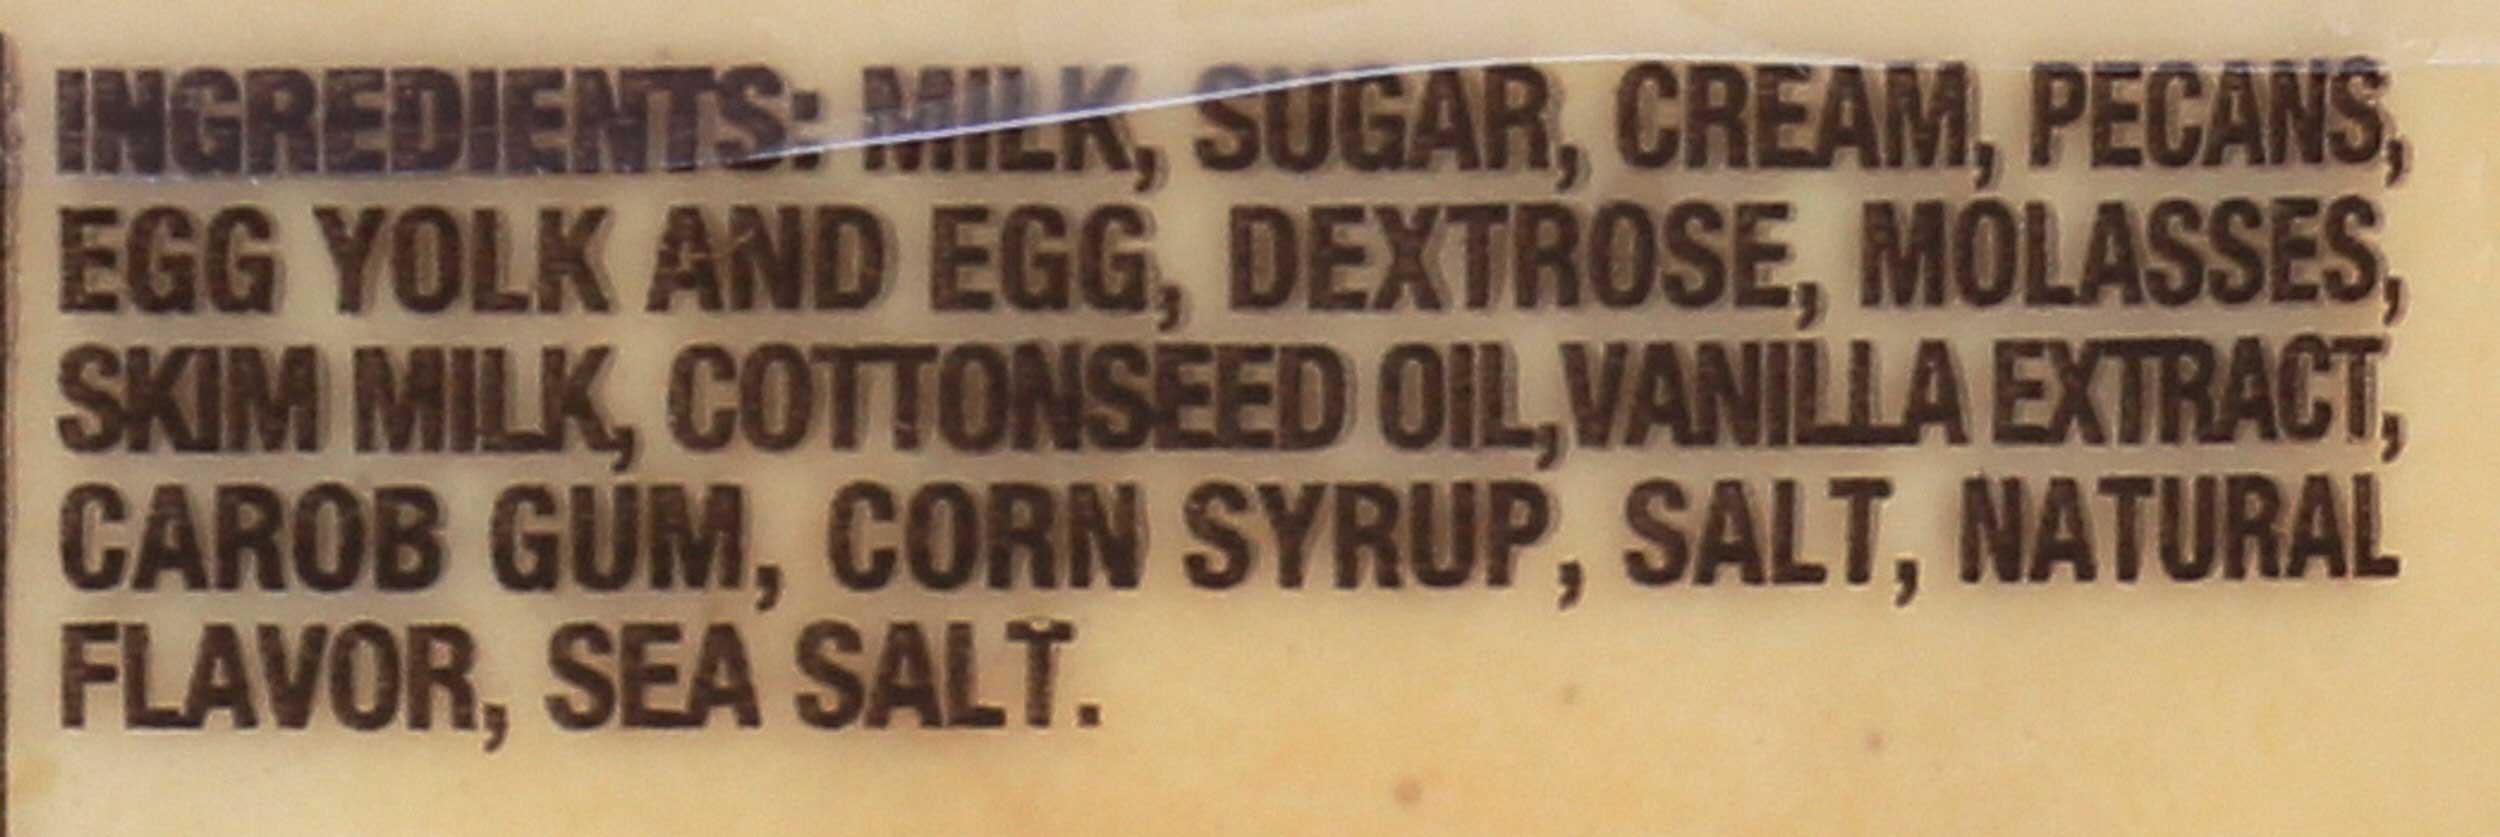 INGREDIENTS: MILK, SUGAR, CREAM, PECANS,
EGG YOLK AND EGG, DEXTROSE, MOLASSES,
SKIM MILK, COTTONSEED OIL,VANILLA EXTRACT,
CAROB GUM, CORN SYRUP, SALT, NATURAL
FLAVOR, SEA SALT.